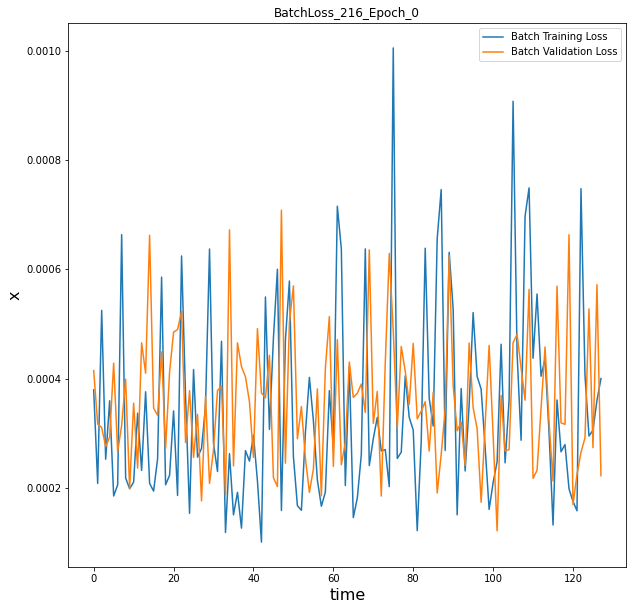 BatchLoss_216_Epoch_0
Batch Training Loss
Batch Validation Loss
0.0010
0.0008
0.0006
0.0004
0.0002
x
0 20 40 60 80 100 120
time